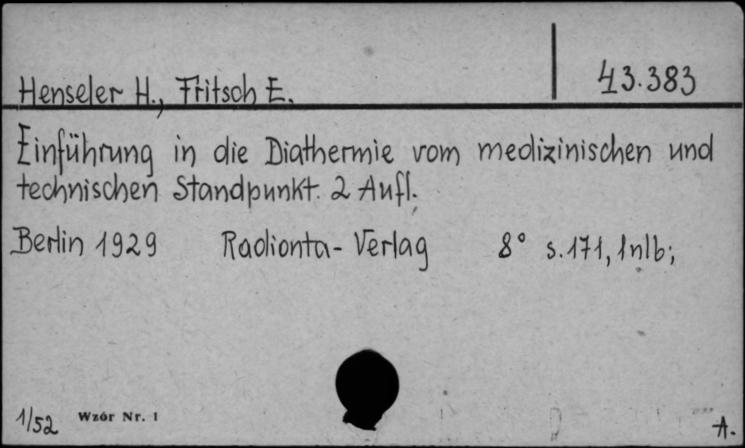 43.383
Henseler H., Fritsch E.
Einführung in die Diathermie vom medizinischen und
technischen Standpunkt. 2 Aufl.
Berlin 1929 Radionta-Verlag 8° s.171, 1nlb;
1/52 Wzór Nr. 1 A.